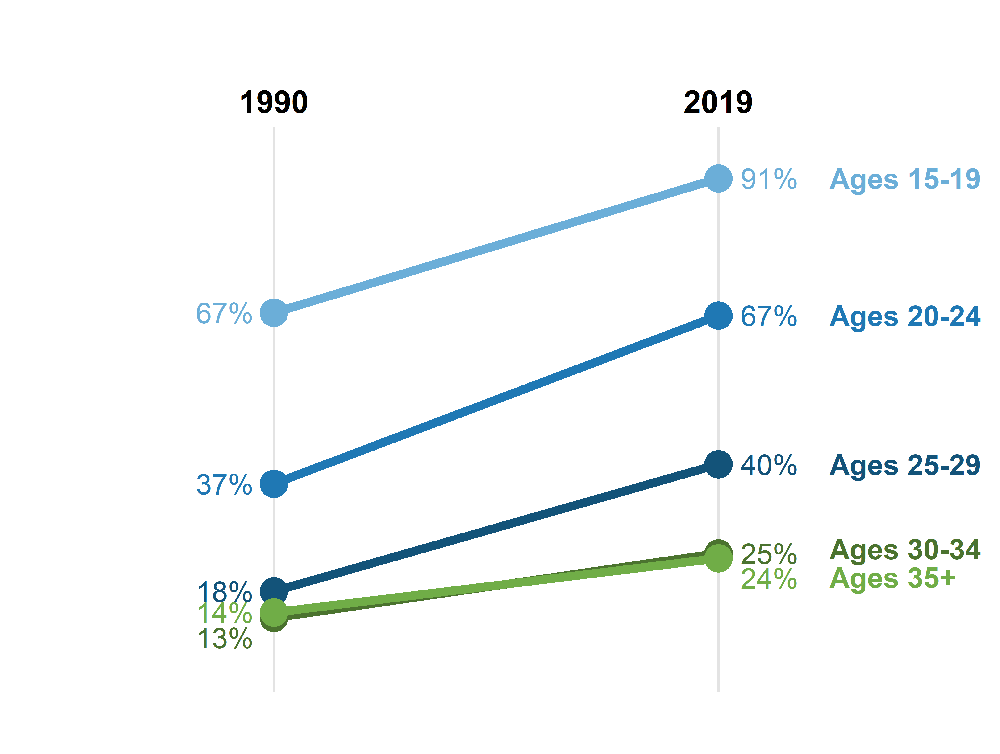 1990 2019
91% Ages 15-19
67% 67% Ages 20-24
37% 40% Ages 25-29
18% 25% Ages 30-34
14% 24% Ages 35+
13%